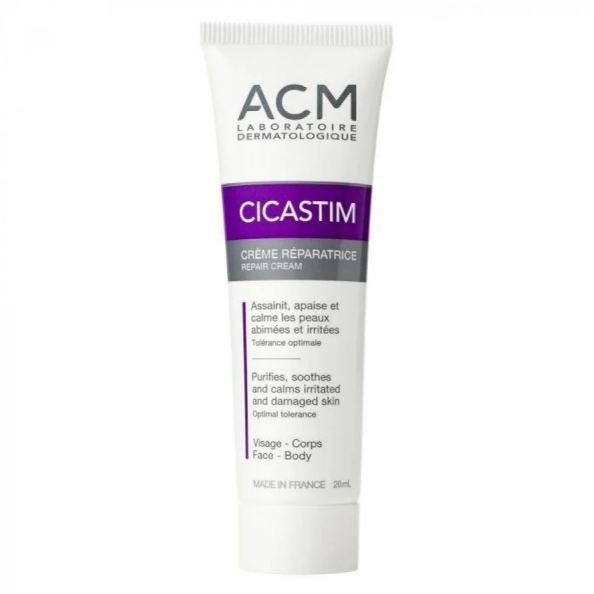 ACM
LABORATOIRE
DERMATOLOGIQUE
CICASTIM
CRÈME RÉPARATRICE
REPAIR CREAM
Assainit, apaise et
calme les peaux
abimées et irritées
Tolérance optimale
Purifies, soothes
and calms irritated
and damaged skin
Optimal tolerance
Visage - Corps
Face - Body
MADE IN FRANCE 20mL